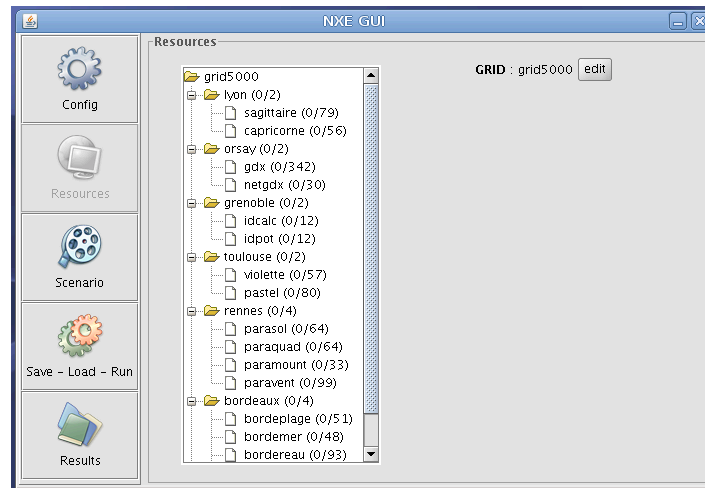 NXE GUI
Config
Resources
Scenario
Save - Load - Run
Results
Resources
grid5000
lyon (0/2)
sagittaire (0/79)
capricorne (0/56)
orsay (0/2)
gdx (0/342)
netgdx (0/30)
grenoble (0/2)
idcalc (0/12)
idpot (0/12)
toulouse (0/2)
violette (0/57)
pastel (0/80)
rennes (0/4)
parasol (0/64)
paraquad (0/64)
paramount (0/33)
paravent (0/99)
bordeaux (0/4)
bordeplage (0/51)
bordemer (0/48)
bordereau (0/93)
GRID : grid5000 edit